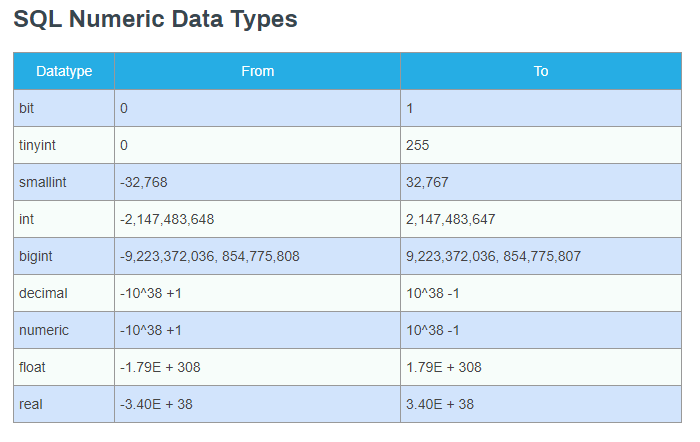 SQL Numeric Data Types
Datatype From To
bit 0 1
tinyint 0 255
smallint -32,768 32,767
int -2,147,483,648 2,147,483,647
bigint -9,223,372,036, 854,775,808 9,223,372,036, 854,775,807
decimal -10^38 +1 10^38 -1
numeric -10^38 +1 10^38 -1
float -1.79E + 308 1.79E + 308
real -3.40E + 38 3.40E + 38